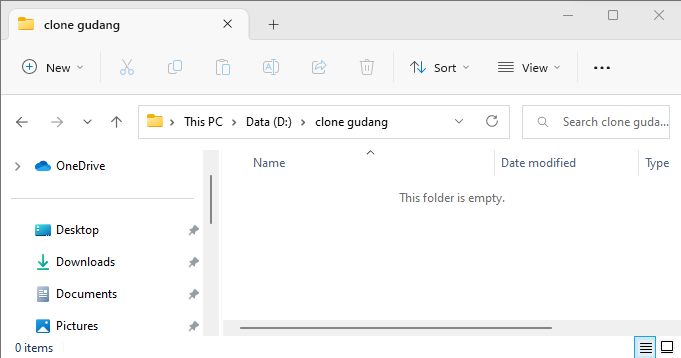 clone gudang
New
Sort
View
This PC
Data (D:)
clone gudang
Search clone guda...
OneDrive
Name
Date modified
Type
This folder is empty.
Desktop
Downloads
Documents
Pictures
0 items